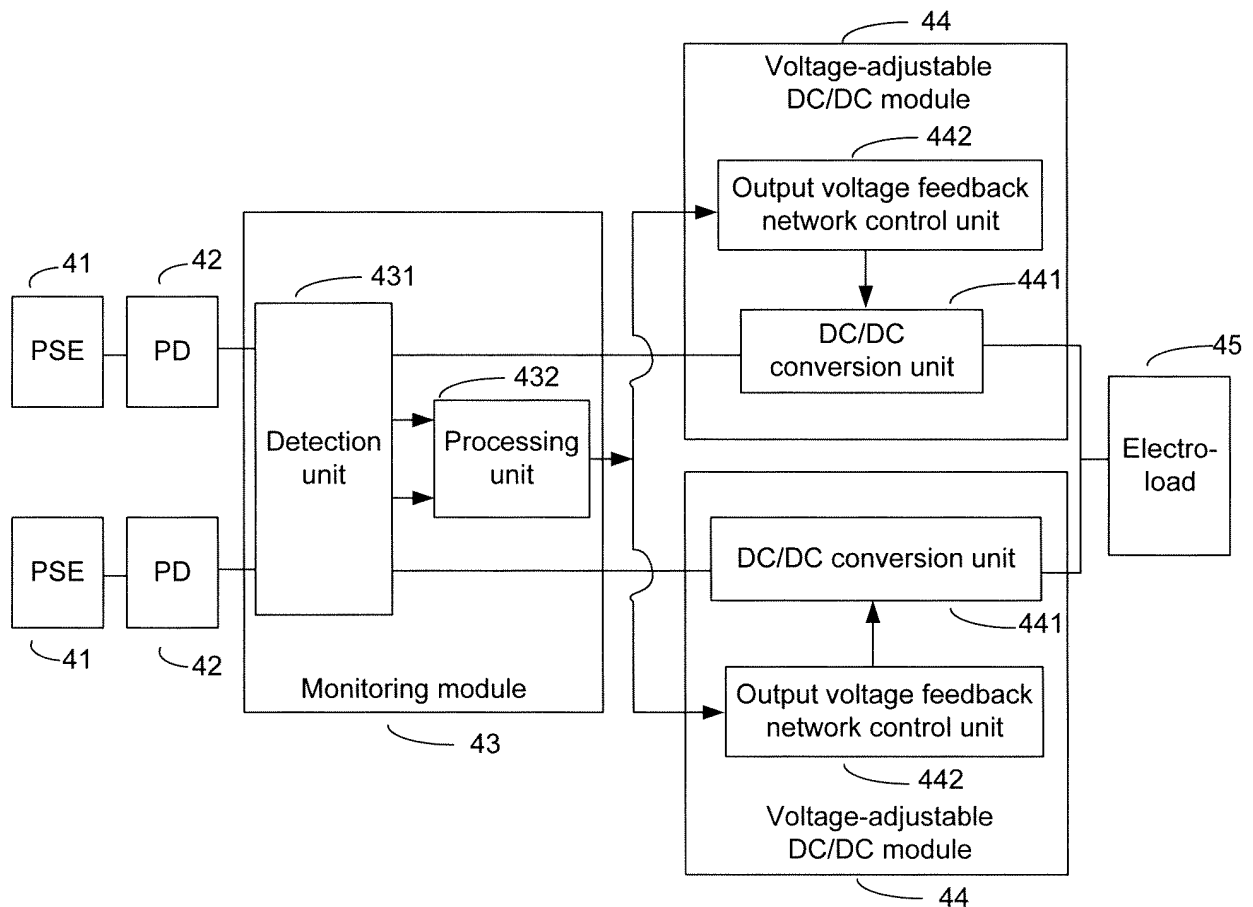 44
Voltage-adjustable
DC/DC module
442
Output voltage feedback
network control unit
41
42
431
441
PSE
PD
DC/DC
conversion unit
45
432
Detection
unit
Processing
unit
Electro-
load
PSE
PD
DC/DC conversion unit
441
41
42
Monitoring module
Output voltage feedback
network control unit
43
442
Voltage-adjustable
DC/DC module
44